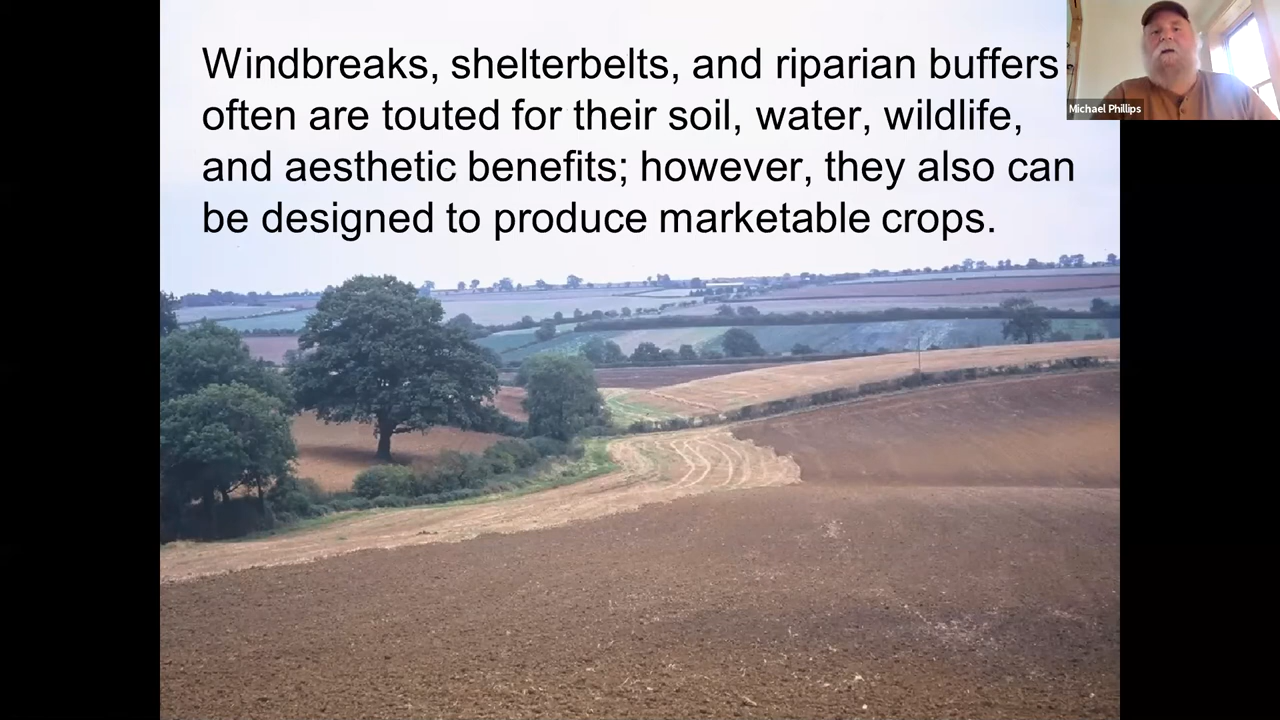 Windbreaks, shelterbelts, and riparian buffers
often are touted for their soil, water, wildlife,
and aesthetic benefits; however, they also can
be designed to produce marketable crops.
Michael Phillips